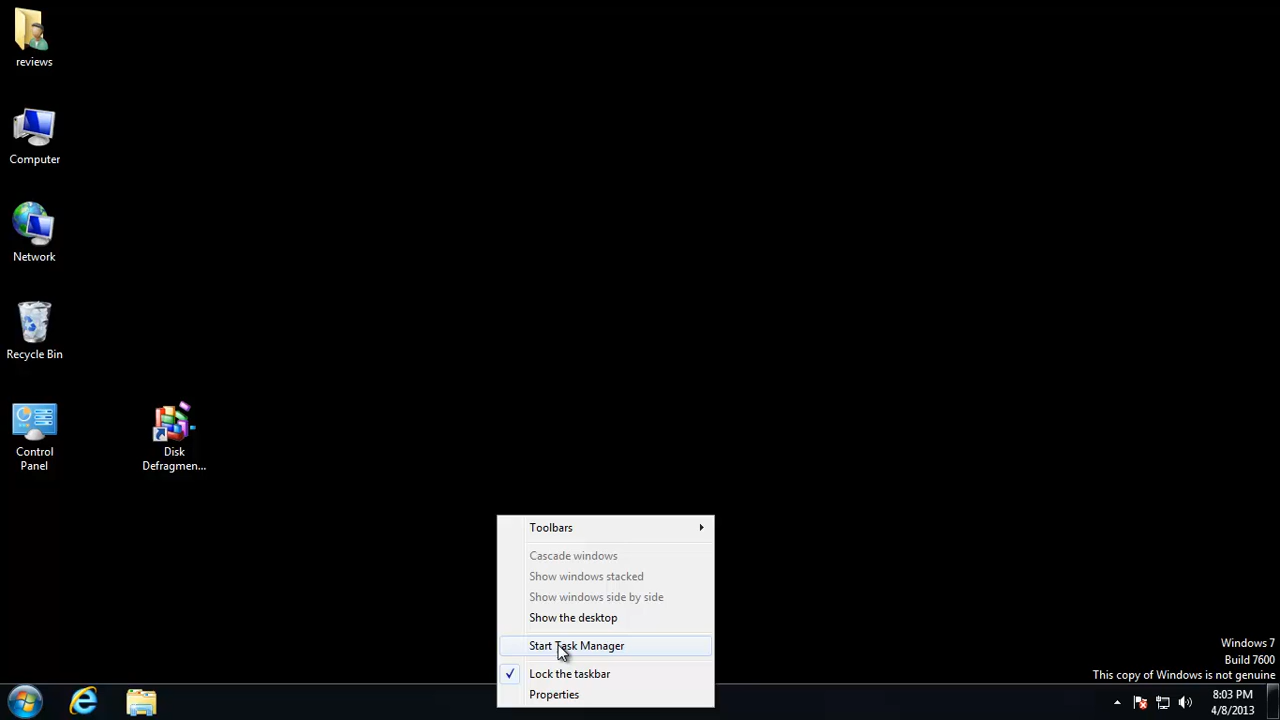 reviews
Computer
Network
Recycle Bin
Control
Panel
Disk
Defragmen...
Toolbars
Cascade windows
Show windows stacked
Show windows side by side
Show the desktop
Start Task Manager
Lock the taskbar
Properties
Windows 7
Build 7600
This copy of Windows is not genuine
8:03 PM
4/8/2013